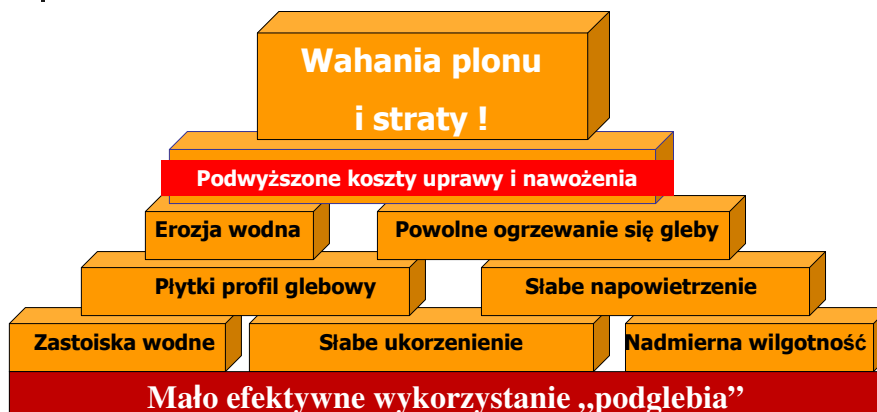 Wahania plonu
i straty !
Podwyższone koszty uprawy i nawożenia
Erozja wodna
Powolne ogrzewanie się gleby
Płytki profil glebowy
Słabe napowietrzenie
Zastoiska wodne
Słabe ukorzenienie
Nadmierna wilgotność
Mało efektywne wykorzystanie „podglebia”